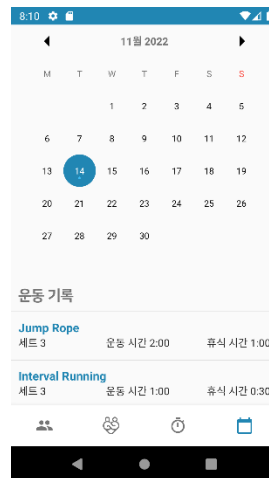 8:10
11월 2022
M T W T F S S
1 2 3 4 5
6 7 8 9 10 11 12
13 14 15 16 17 18 19
20 21 22 23 24 25 26
27 28 29 30
운동 기록
Jump Rope
세트 3 운동 시간 2:00 휴식 시간 1:00
Interval Running
세트 3 운동 시간 1:00 휴식 시간 0:30